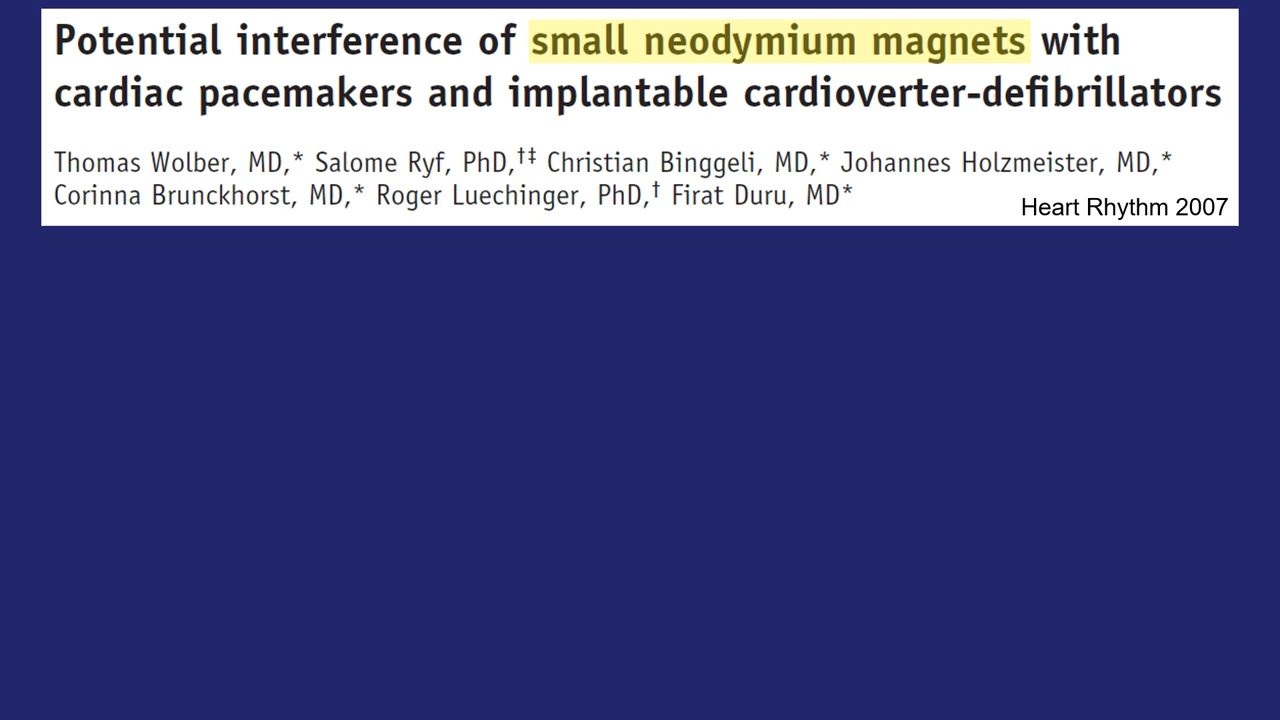 Potential interference of small neodymium magnets with
cardiac pacemakers and implantable cardioverter-defibrillators
Thomas Wolber, MD,* Salome Ryf, PhD,†‡ Christian Binggeli, MD,* Johannes Holzmeister, MD,*
Corinna Brunckhorst, MD,* Roger Luechinger, PhD,† Firat Duru, MD*
Heart Rhythm 2007